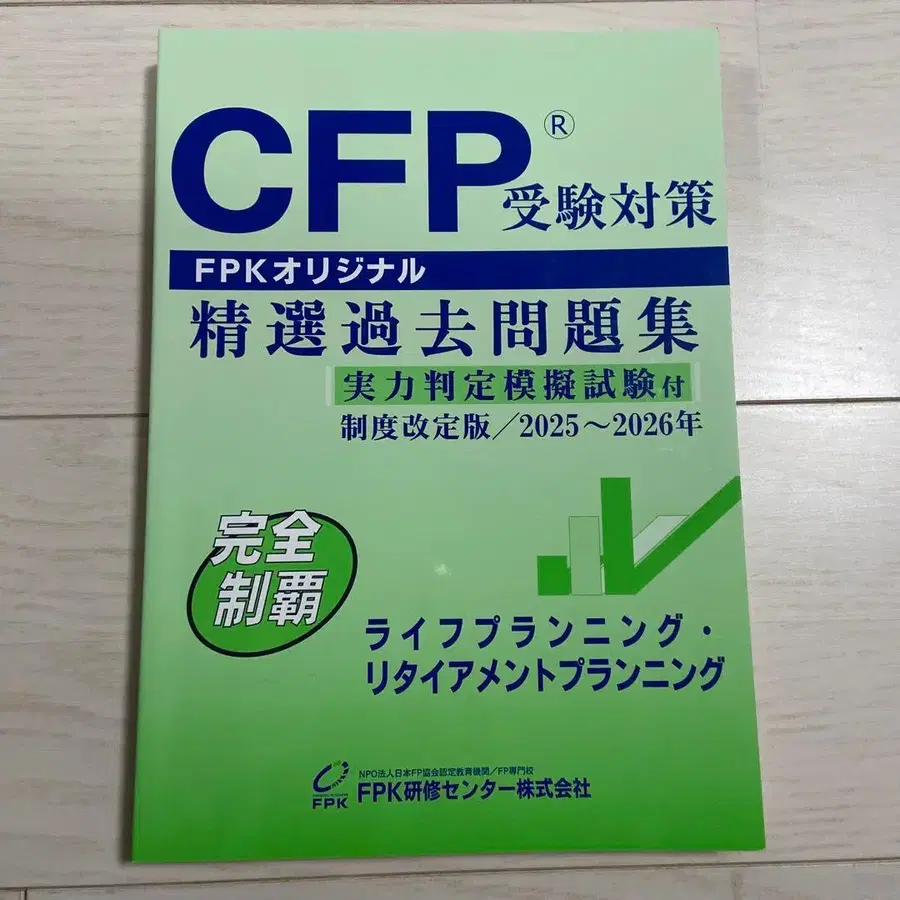 CFP®
受験対策
FPKオリジナル
精選過去問題集
実力判定模擬試験付
制度改定版／2025～2026年
完全
制覇
ライフプランニング・
リタイアメントプランニング
NPO法人日本FP協会認定教育機関／FP専門校
FPK
FPK研修センター株式会社